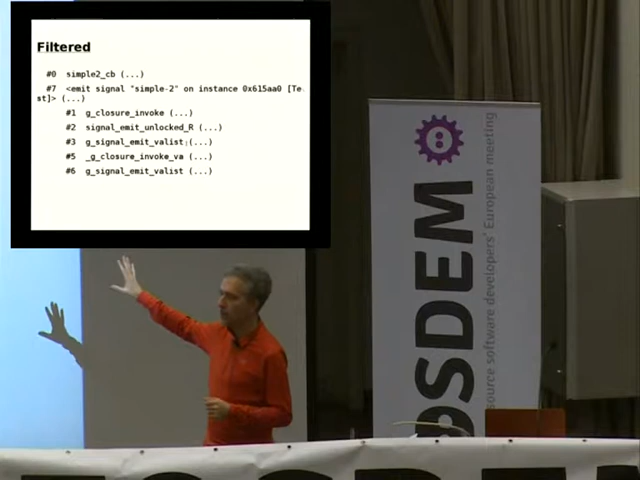 Filtered
#0 simple2_cb (...)
#7 <emit signal "simple-2" on instance 0x615aa0 [Te
st]> (...)
#1 g_closure_invoke (...)
#2 signal_emit_unlocked_R (...)
#3 g_signal_emit_valist (...)
#5 _g_closure_invoke_va (...)
#6 g_signal_emit_valist (...)
OSDEM
source software developers' European meeting